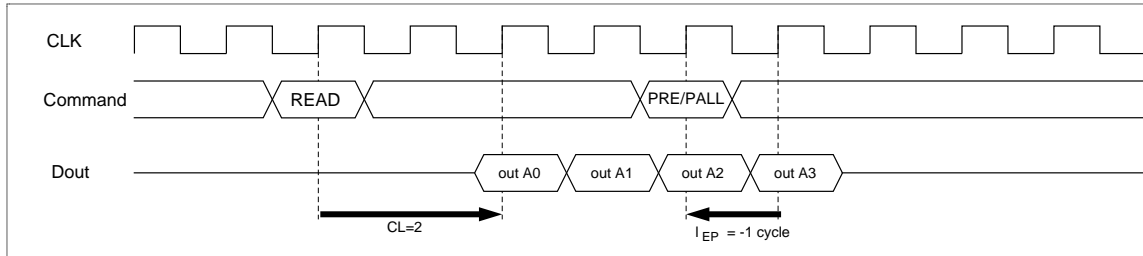 CLK
Command
READ
PRE/PALL
Dout
out A0
out A1
out A2
out A3
CL=2
l EP = -1 cycle